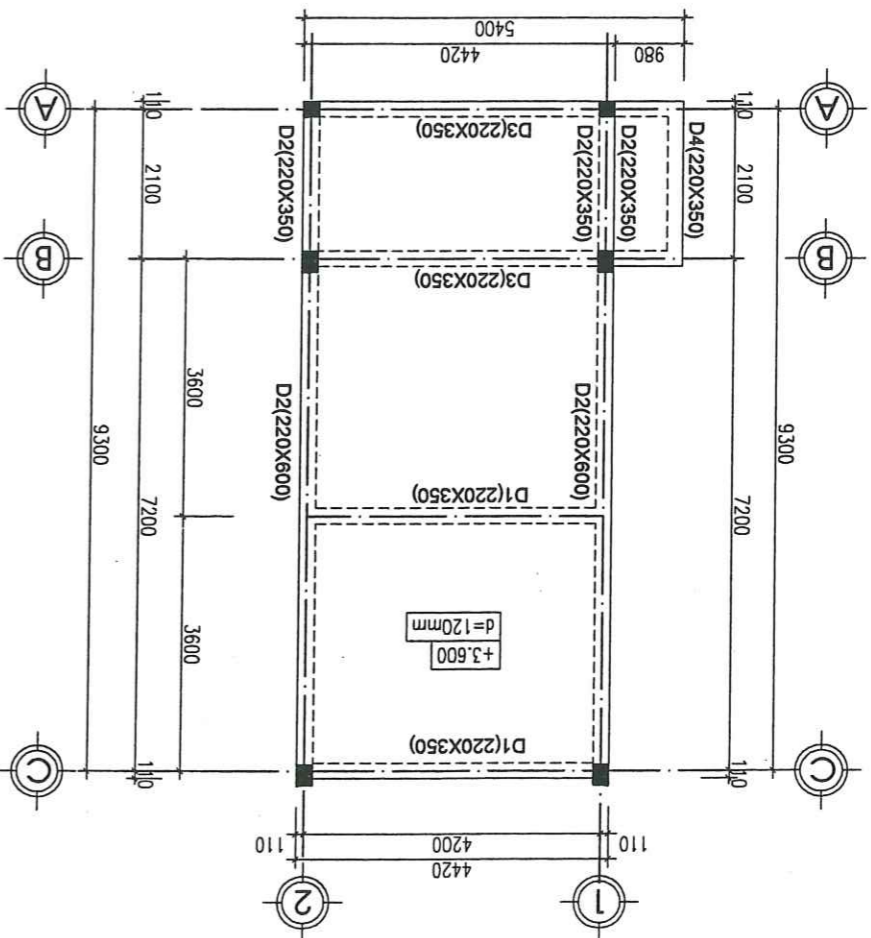 1 2
4420
110 4200 110
C 110 110 C
D1(220X350)
+3.600
d=120mm
3600
7200 7200
D1(220X350)
9300 9300
D2(220X600) D2(220X600)
3600
D3(220X350)
B B
D4(220X350) D2(220X350) D2(220X350) D2(220X350)
2100 2100
D3(220X350)
A 110 110 A
980 4420
5400